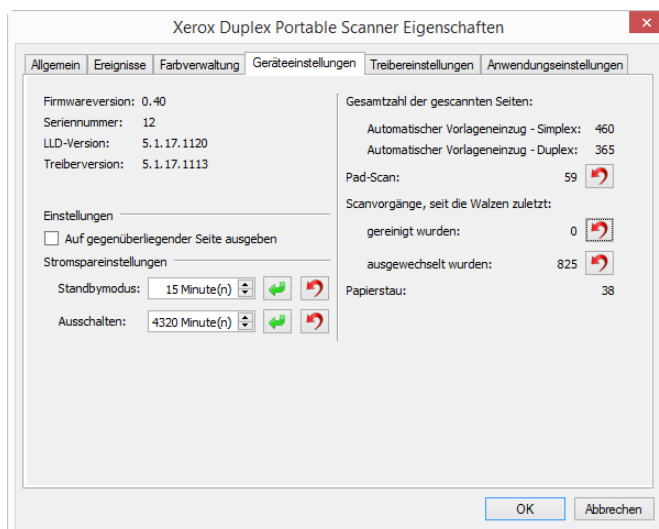 Xerox Duplex Portable Scanner Eigenschaften
Allgemein Ereignisse Farbverwaltung Geräteeinstellungen Treibereinstellungen Anwendungseinstellungen
Firmwareversion: 0.40
Seriennummer: 12
LLD-Version: 5.1.17.1120
Treiberversion: 5.1.17.1113
Einstellungen
Auf gegenüberliegender Seite ausgeben
Stromspareinstellungen
Standbymodus: 15 Minute(n)
Ausschalten: 4320 Minute(n)
Gesamtzahl der gescannten Seiten:
Automatischer Vorlageneinzug - Simplex: 460
Automatischer Vorlageneinzug - Duplex: 365
Pad-Scan: 59
Scanvorgänge, seit die Walzen zuletzt:
gereinigt wurden: 0
ausgewechselt wurden: 825
Papierstau: 38
OK Abbrechen